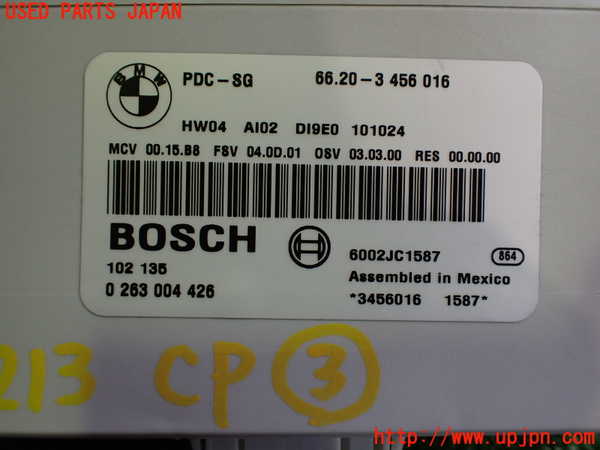 USED PARTS JAPAN
BMW
PDC-SG 66.20-3 456 016
HW04 AI02 DI9E0 101024
MCV 00.15.B8 FSV 04.0D.01 OSV 03.03.00 RES 00.00.00
BOSCH
6002JC1587 864
102 135
Assembled in Mexico
0 263 004 426
*3456016 1587*
213 CP 3
http://www.upjpn.com/